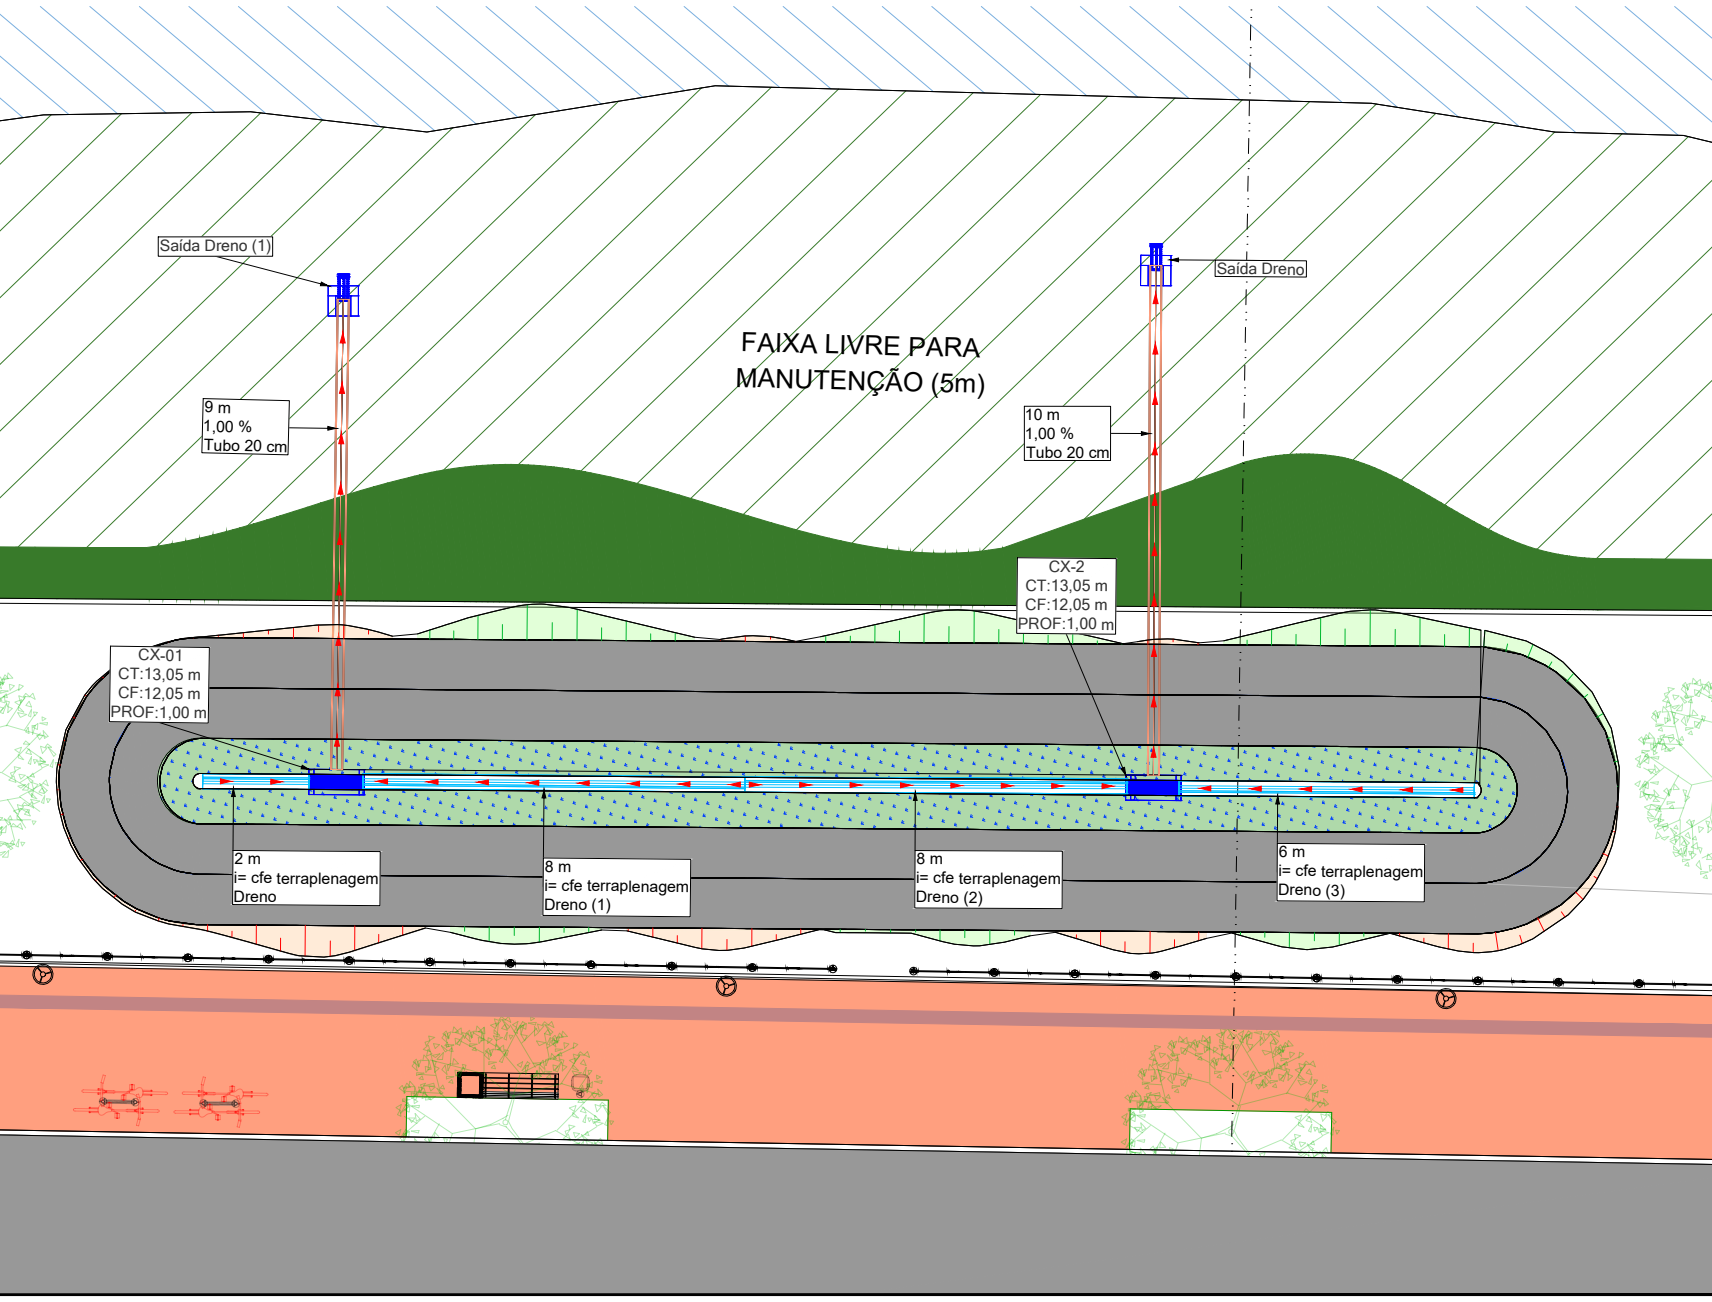 Saída Dreno (1)
Saída Dreno
FAIXA LIVRE PARA
MANUTENÇÃO (5m)
9 m
1,00 %
Tubo 20 cm
10 m
1,00 %
Tubo 20 cm
CX-2
CT:13,05 m
CF:12,05 m
PROF:1,00 m
CX-01
CT:13,05 m
CF:12,05 m
PROF:1,00 m
2 m
i= cfe terraplenagem
Dreno
8 m
i= cfe terraplenagem
Dreno (1)
8 m
i= cfe terraplenagem
Dreno (2)
6 m
i= cfe terraplenagem
Dreno (3)